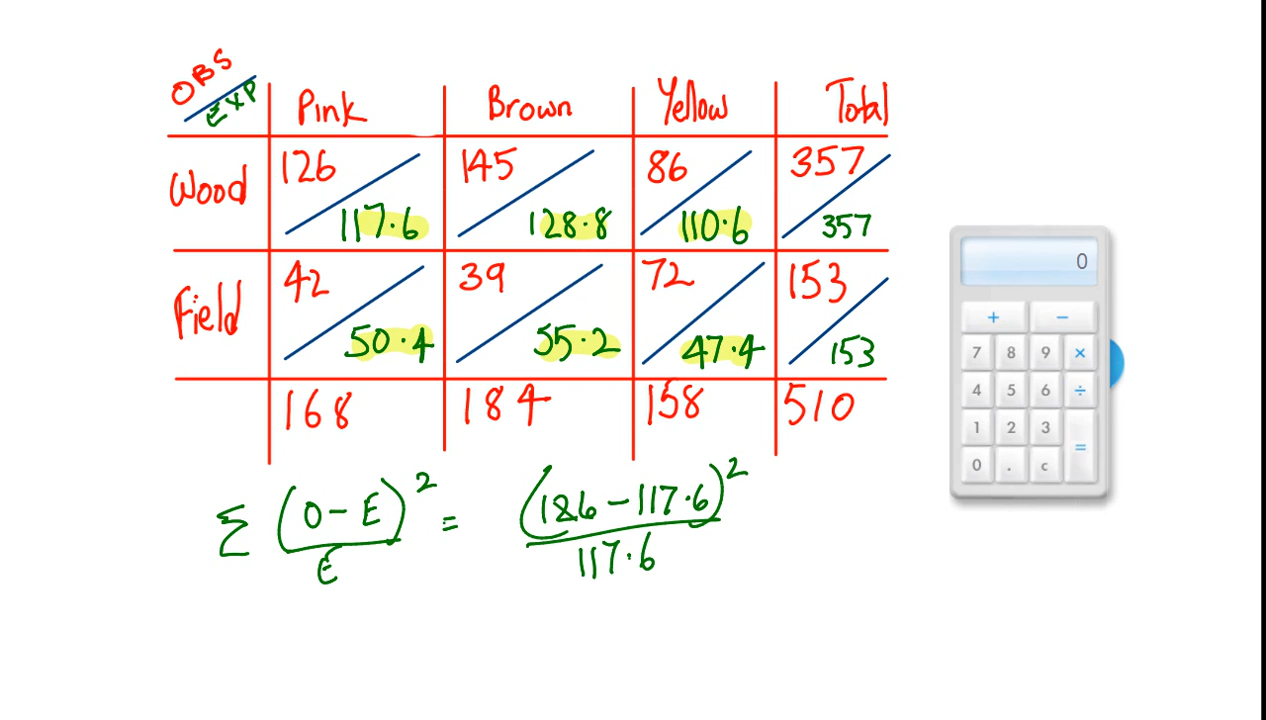 OBS
EXP
Pink Brown Yellow Total
Wood 126 145 86 357
117.6 128.8 110.6 357
Field 42 39 72 153
50.4 55.2 47.4 153
168 184 158 510
Σ (O - E)² = (126 - 117.6)²
E 117.6
0
+ −
7 8 9 ×
4 5 6 ÷
1 2 3
0 . c =